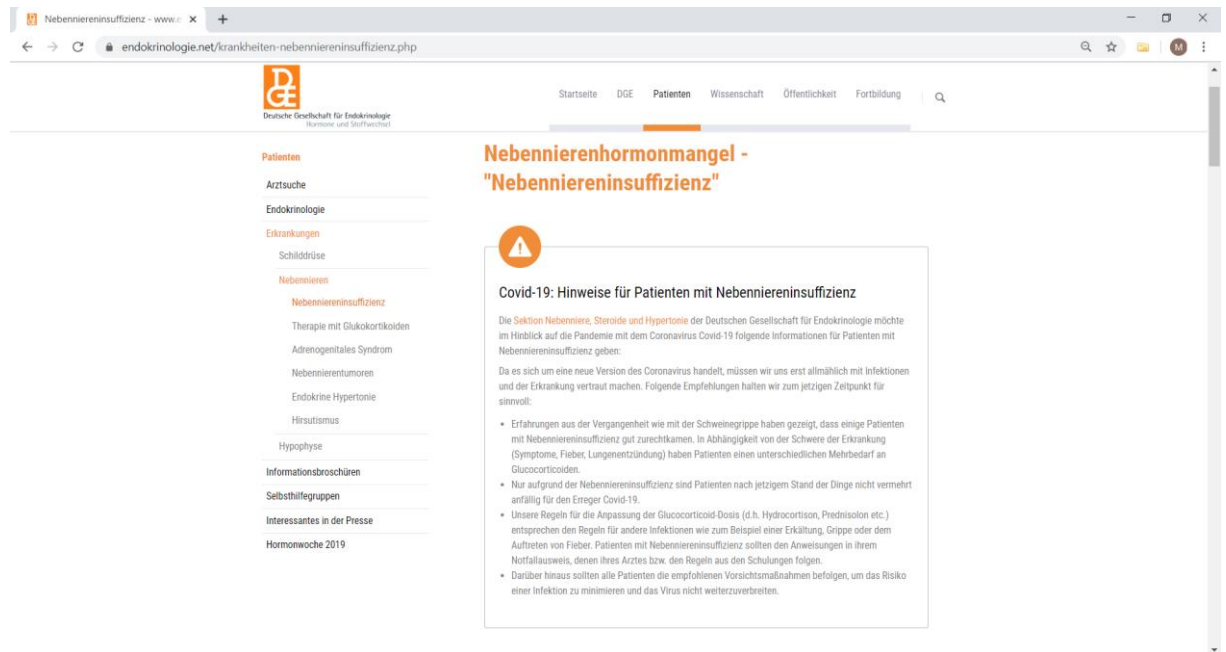 Nebenniereninsuffizienz - www.c
endokrinologie.net/krankheiten-nebenniereninsuffizienz.php
M
DGE
Deutsche Gesellschaft für Endokrinologie
Hormone und Stoffwechsel
Startseite DGE Patienten Wissenschaft Öffentlichkeit Fortbildung
Patienten
Arztsuche
Endokrinologie
Erkrankungen
Schilddrüse
Nebennieren
Nebenniereninsuffizienz
Therapie mit Glukokortikoiden
Adrenogenitales Syndrom
Nebennierentumoren
Endokrine Hypertonie
Hirsutismus
Hypophyse
Informationsbroschüren
Selbsthilfegruppen
Interessantes in der Presse
Hormonwoche 2019
Nebennierenhormonmangel -
"Nebenniereninsuffizienz"
Covid-19: Hinweise für Patienten mit Nebenniereninsuffizienz
Die Sektion Nebenniere, Steroide und Hypertonie der Deutschen Gesellschaft für Endokrinologie möchte
im Hinblick auf die Pandemie mit dem Coronavirus Covid-19 folgende Informationen für Patienten mit
Nebenniereninsuffizienz geben:
Da es sich um eine neue Version des Coronavirus handelt, müssen wir uns erst allmählich mit Infektionen
und der Erkrankung vertraut machen. Folgende Empfehlungen halten wir zum jetzigen Zeitpunkt für
sinnvoll:
• Erfahrungen aus der Vergangenheit wie mit der Schweinegrippe haben gezeigt, dass einige Patienten
mit Nebenniereninsuffizienz gut zurechtkamen. In Abhängigkeit von der Schwere der Erkrankung
(Symptome, Fieber, Lungenentzündung) haben Patienten einen unterschiedlichen Mehrbedarf an
Glucocorticoiden.
• Nur aufgrund der Nebenniereninsuffizienz sind Patienten nach jetzigem Stand der Dinge nicht vermehrt
anfällig für den Erreger Covid-19.
• Unsere Regeln für die Anpassung der Glucocorticoid-Dosis (d.h. Hydrocortison, Prednisolon etc.)
entsprechen den Regeln für andere Infektionen wie zum Beispiel einer Erkältung, Grippe oder dem
Auftreten von Fieber. Patienten mit Nebenniereninsuffizienz sollten den Anweisungen in ihrem
Notfallausweis, denen ihres Arztes bzw. den Regeln aus den Schulungen folgen.
• Darüber hinaus sollten alle Patienten die empfohlenen Vorsichtsmaßnahmen befolgen, um das Risiko
einer Infektion zu minimieren und das Virus nicht weiterzuverbreiten.